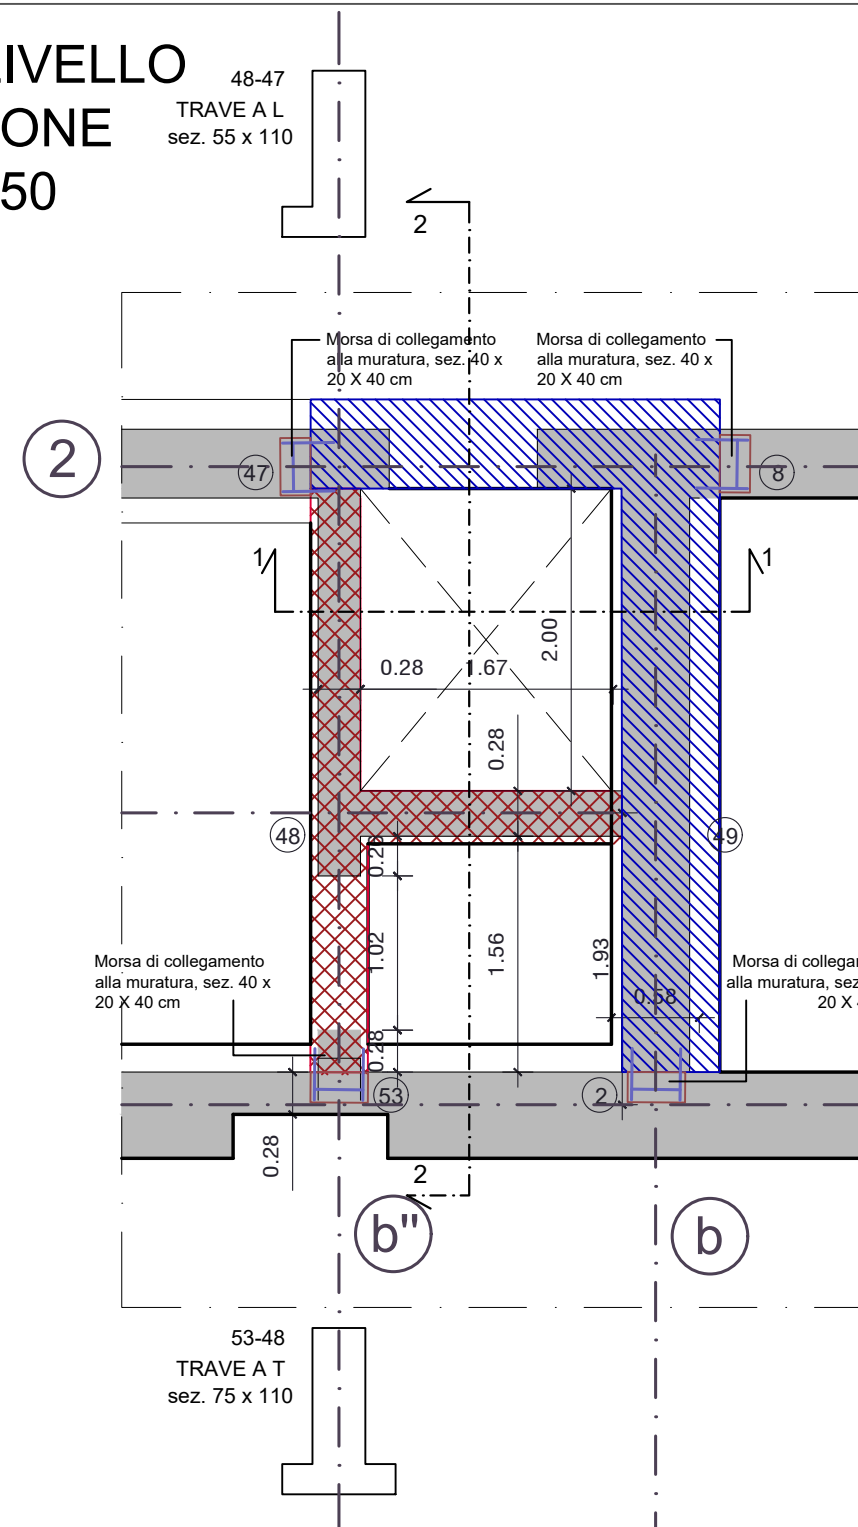 LIVELLO
ONE
50
48-47
TRAVE A L
sez. 55 x 110
2
Morsa di collegamento
alla muratura, sez. 40 x
20 X 40 cm
Morsa di collegamento
alla muratura, sez. 40 x
20 X 40 cm
2
47
8
1
1
2.00
0.28
1.67
0.28
48
49
1.02
1.56
1.93
Morsa di collegamento
alla muratura, sez. 40 x
20 X 40 cm
Morsa di collegam
alla muratura, sez
20 X
0.58
0.28
53
2
0.28
2
b"
b
53-48
TRAVE A T
sez. 75 x 110